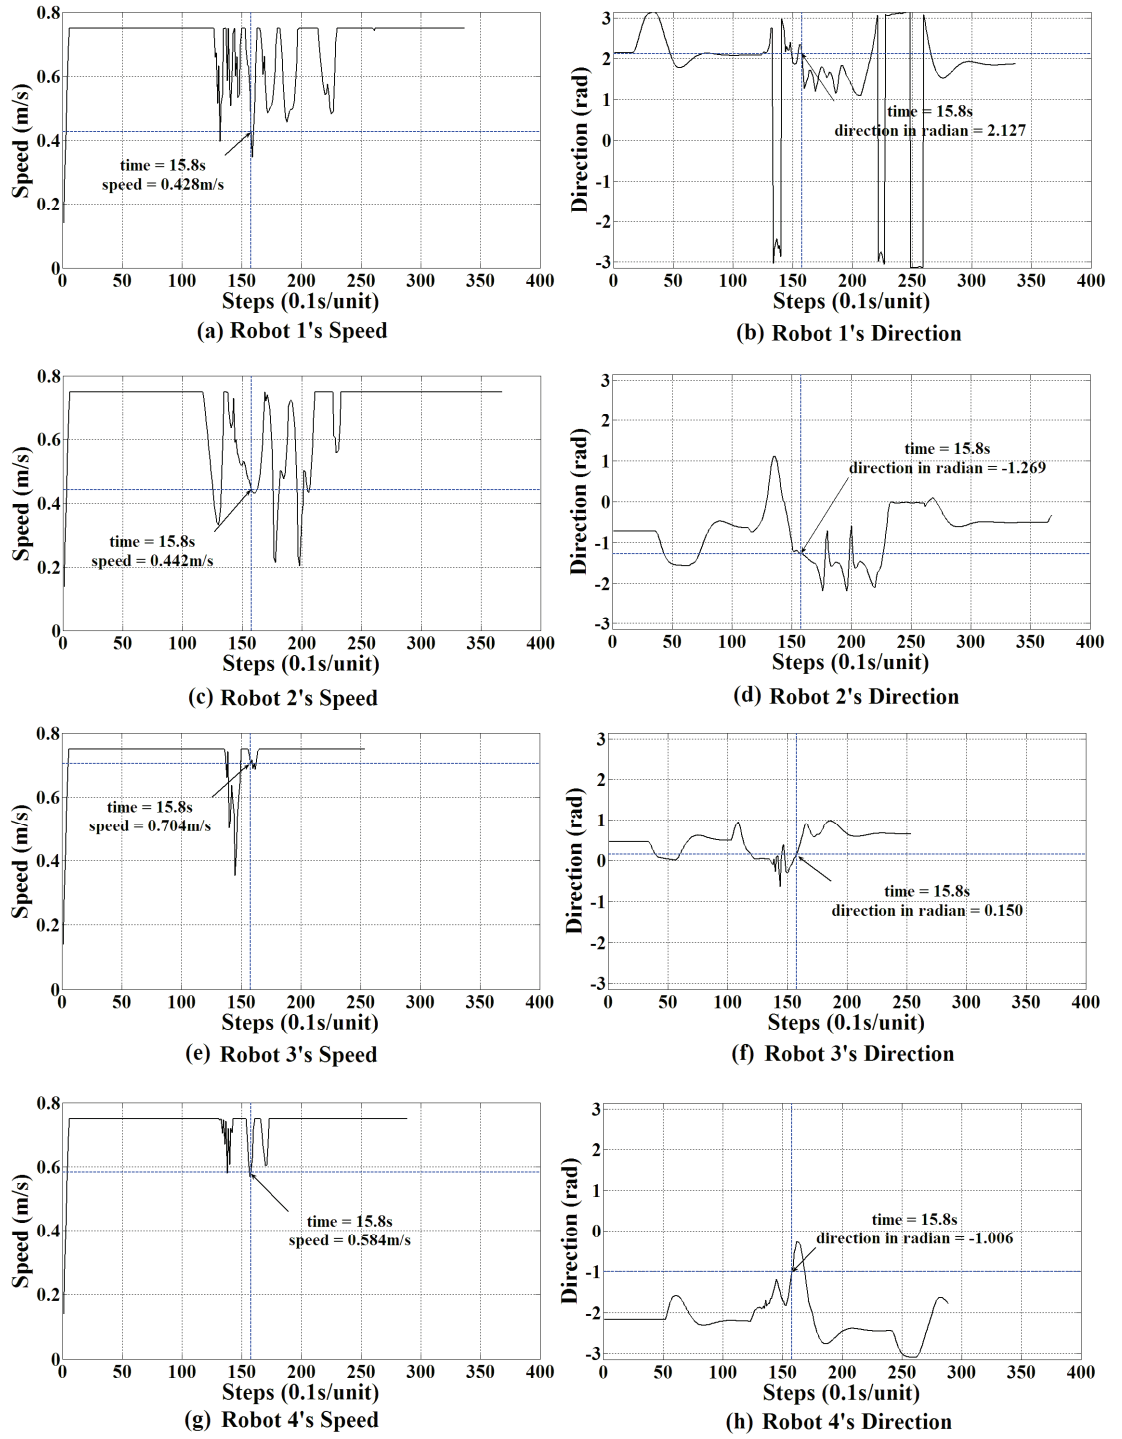 0.8
0.6
0.4
0.2
0
Speed (m/s)
time = 15.8s
speed = 0.428m/s
0 50 100 150 200 250 300 350 400
Steps (0.1s/unit)
(a) Robot 1's Speed
3
2
1
0
-1
-2
-3
Direction (rad)
time = 15.8s
direction in radian = 2.127
0 50 100 150 200 250 300 350 400
Steps (0.1s/unit)
(b) Robot 1's Direction
0.8
0.6
0.4
0.2
0
Speed (m/s)
time = 15.8s
speed = 0.442m/s
0 50 100 150 200 250 300 350 400
Steps (0.1s/unit)
(c) Robot 2's Speed
3
2
1
0
-1
-2
-3
Direction (rad)
time = 15.8s
direction in radian = -1.269
0 50 100 150 200 250 300 350 400
Steps (0.1s/unit)
(d) Robot 2's Direction
0.8
0.6
0.4
0.2
0
Speed (m/s)
time = 15.8s
speed = 0.704m/s
0 50 100 150 200 250 300 350 400
Steps (0.1s/unit)
(e) Robot 3's Speed
3
2
1
0
-1
-2
-3
Direction (rad)
time = 15.8s
direction in radian = 0.150
0 50 100 150 200 250 300 350 400
Steps (0.1s/unit)
(f) Robot 3's Direction
0.8
0.6
0.4
0.2
0
Speed (m/s)
time = 15.8s
speed = 0.584m/s
0 50 100 150 200 250 300 350 400
Steps (0.1s/unit)
(g) Robot 4's Speed
3
2
1
0
-1
-2
-3
Direction (rad)
time = 15.8s
direction in radian = -1.006
0 50 100 150 200 250 300 350 400
Steps (0.1s/unit)
(h) Robot 4's Direction